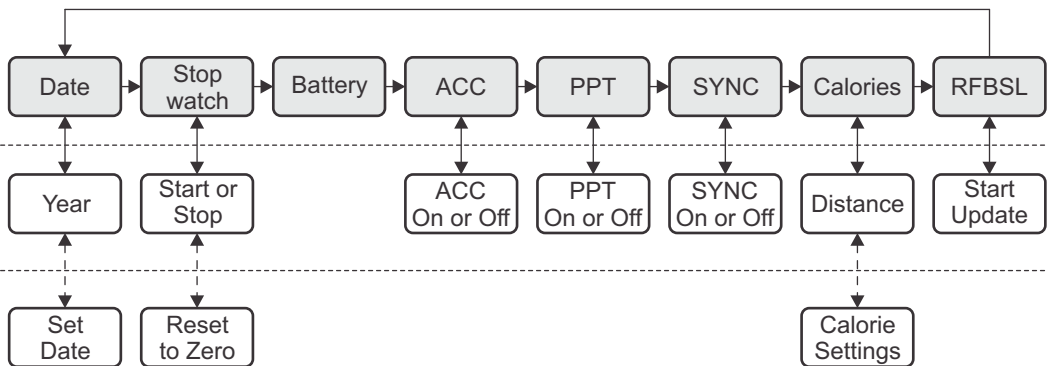 Date
Stop
watch
Battery
ACC
PPT
SYNC
Calories
RFBSL
Year
Start or
Stop
ACC
On or Off
PPT
On or Off
SYNC
On or Off
Distance
Start
Update
Set
Date
Reset
to Zero
Calorie
Settings